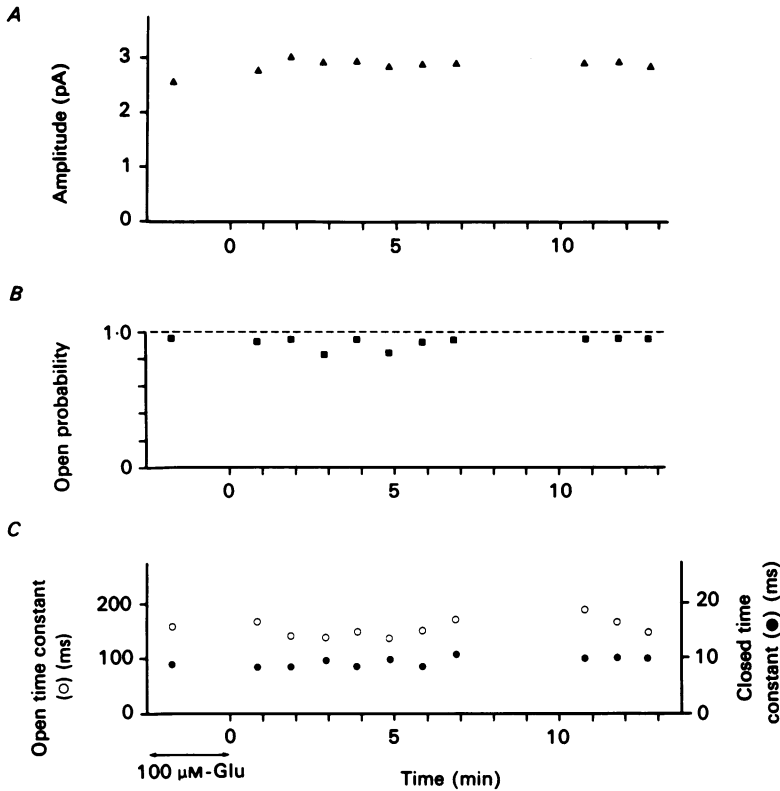 A
Amplitude (pA)
3
2
1
0
0 5 10
B
Open probability
1·0
0
0 5 10
C
Open time constant
(○) (ms)
200
100
0
20
10
0
Closed time
constant (●) (ms)
0 5 10
100 μM-Glu
Time (min)